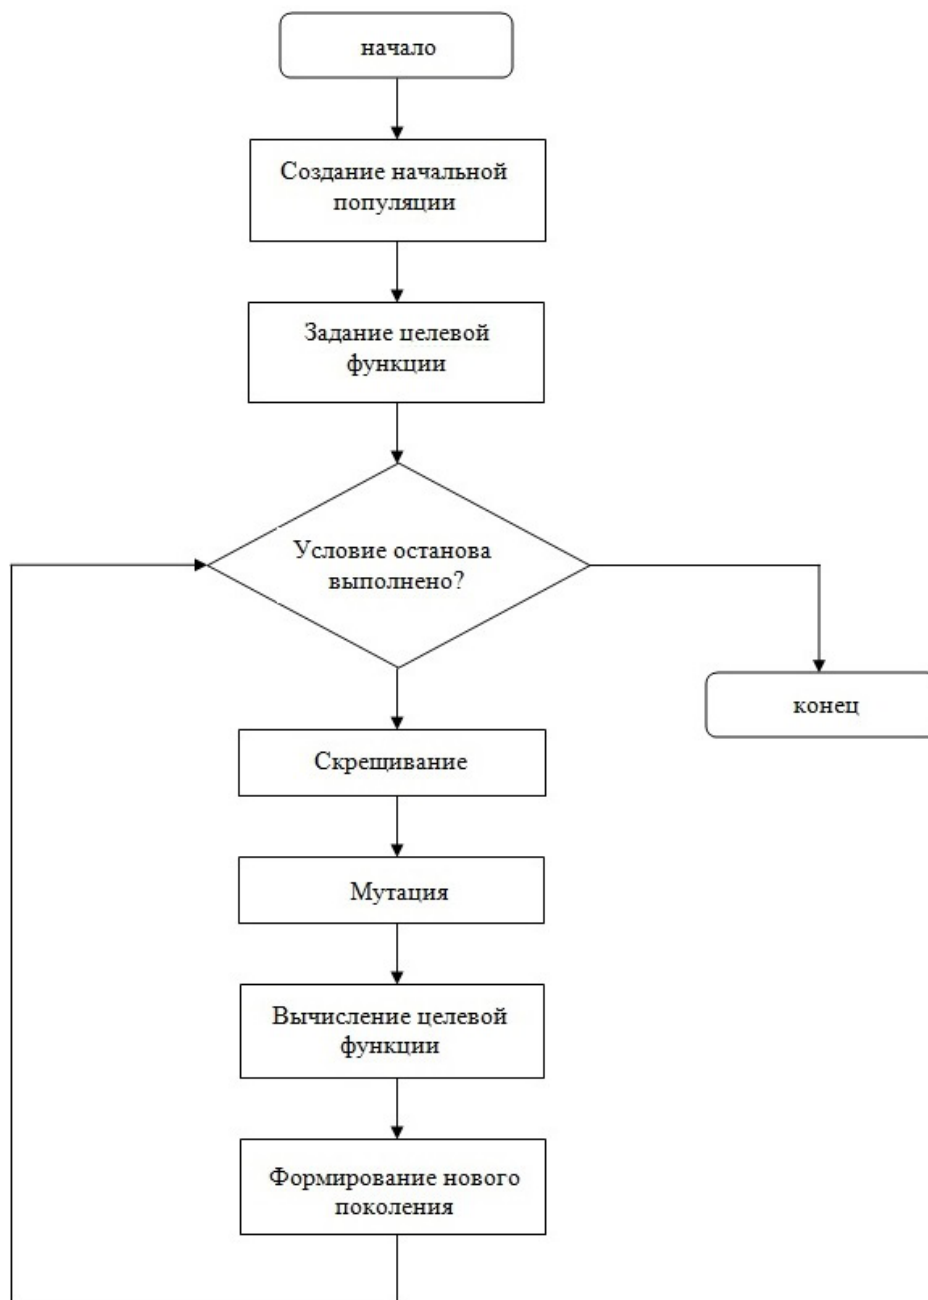 начало
Создание начальной
популяции
Задание целевой
функции
Условие останова
выполнено?
конец
Скрещивание
Мутация
Вычисление целевой
функции
Формирование нового
поколения